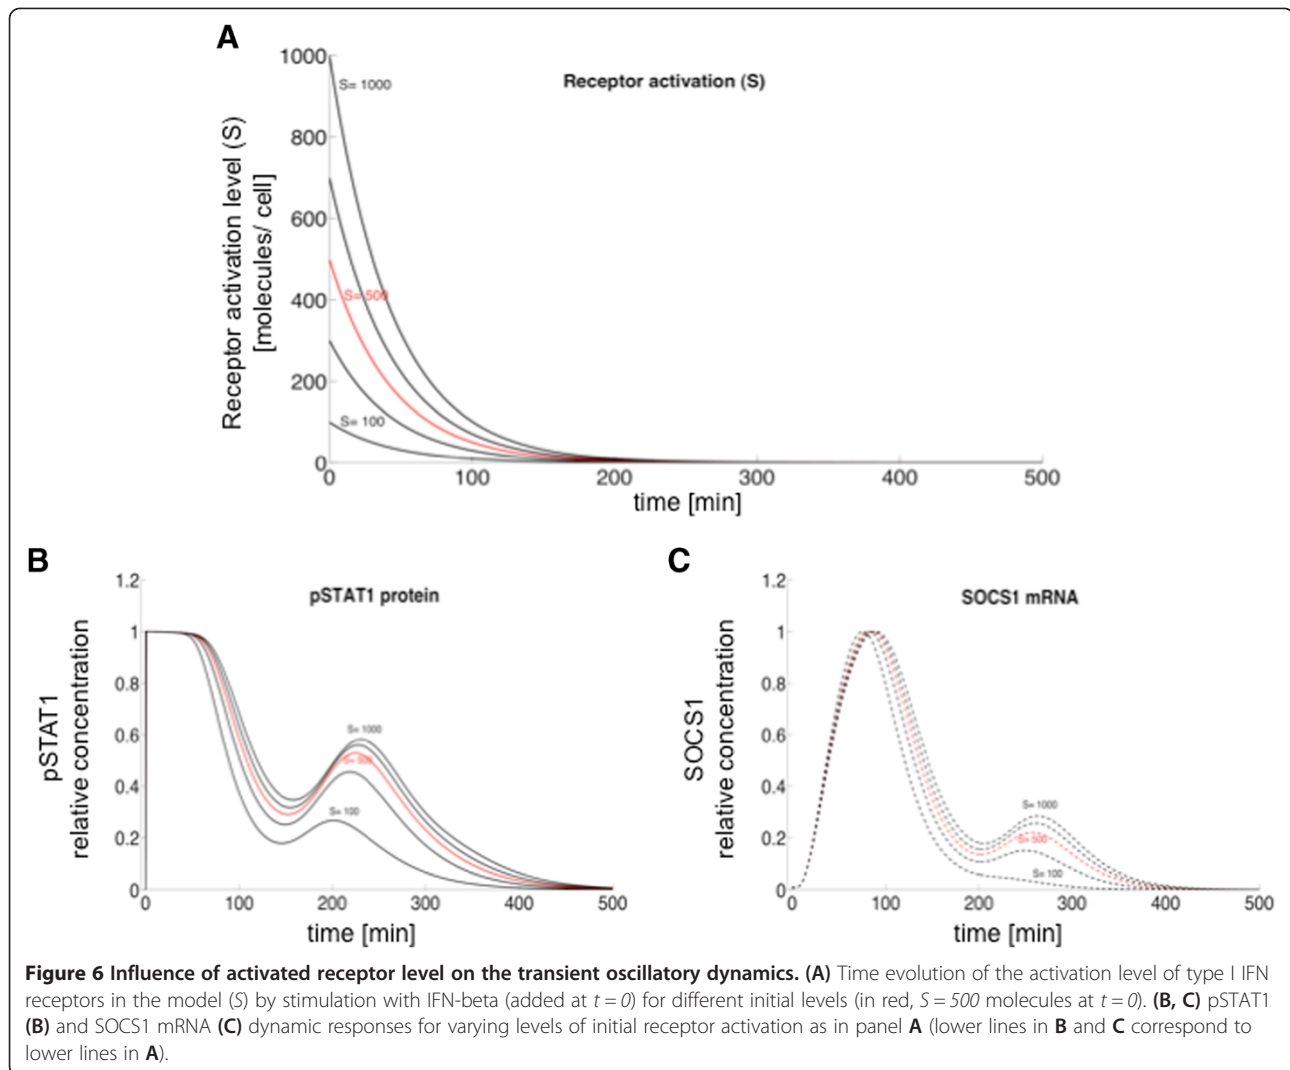 A
Receptor activation (S)
Receptor activation level (S)
[molecules/ cell]
1000
800
600
400
200
0
S= 1000
S= 500
S= 100
0 100 200 300 400 500
time [min]
B
pSTAT1 protein
pSTAT1
relative concentration
1.2
1
0.8
0.6
0.4
0.2
0
S= 1000
S= 500
S= 100
0 100 200 300 400 500
time [min]
C
SOCS1 mRNA
SOCS1
relative concentration
1.2
1
0.8
0.6
0.4
0.2
0
S= 1000
S= 500
S= 100
0 100 200 300 400 500
time [min]
Figure 6 Influence of activated receptor level on the transient oscillatory dynamics. (A) Time evolution of the activation level of type I IFN
receptors in the model (S) by stimulation with IFN-beta (added at t = 0) for different initial levels (in red, S = 500 molecules at t = 0). (B, C) pSTAT1
(B) and SOCS1 mRNA (C) dynamic responses for varying levels of initial receptor activation as in panel A (lower lines in B and C correspond to
lower lines in A).